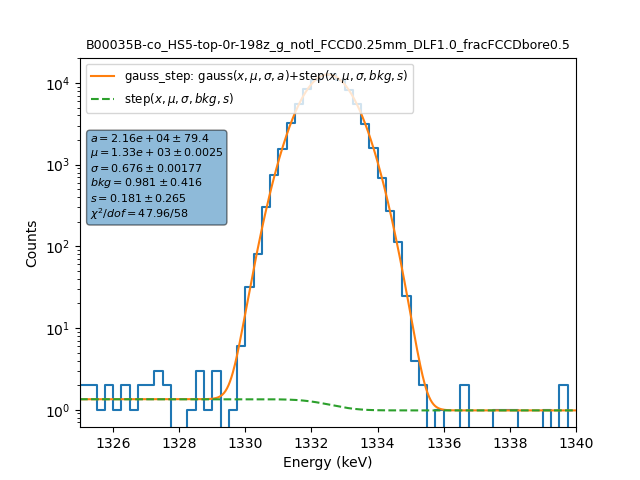 B00035B-co_HS5-top-0r-198z_g_notl_FCCD0.25mm_DLF1.0_fracFCCDbore0.5
gauss_step: gauss(x, μ, σ, a)+step(x, μ, σ, bkg, s)
step(x, μ, σ, bkg, s)
a = 2.16e + 04 ± 79.4
μ = 1.33e + 03 ± 0.0025
σ = 0.676 ± 0.00177
bkg = 0.981 ± 0.416
s = 0.181 ± 0.265
χ²/dof = 47.96/58
10⁴
10³
10²
10¹
10⁰
Counts
1326 1328 1330 1332 1334 1336 1338 1340
Energy (keV)